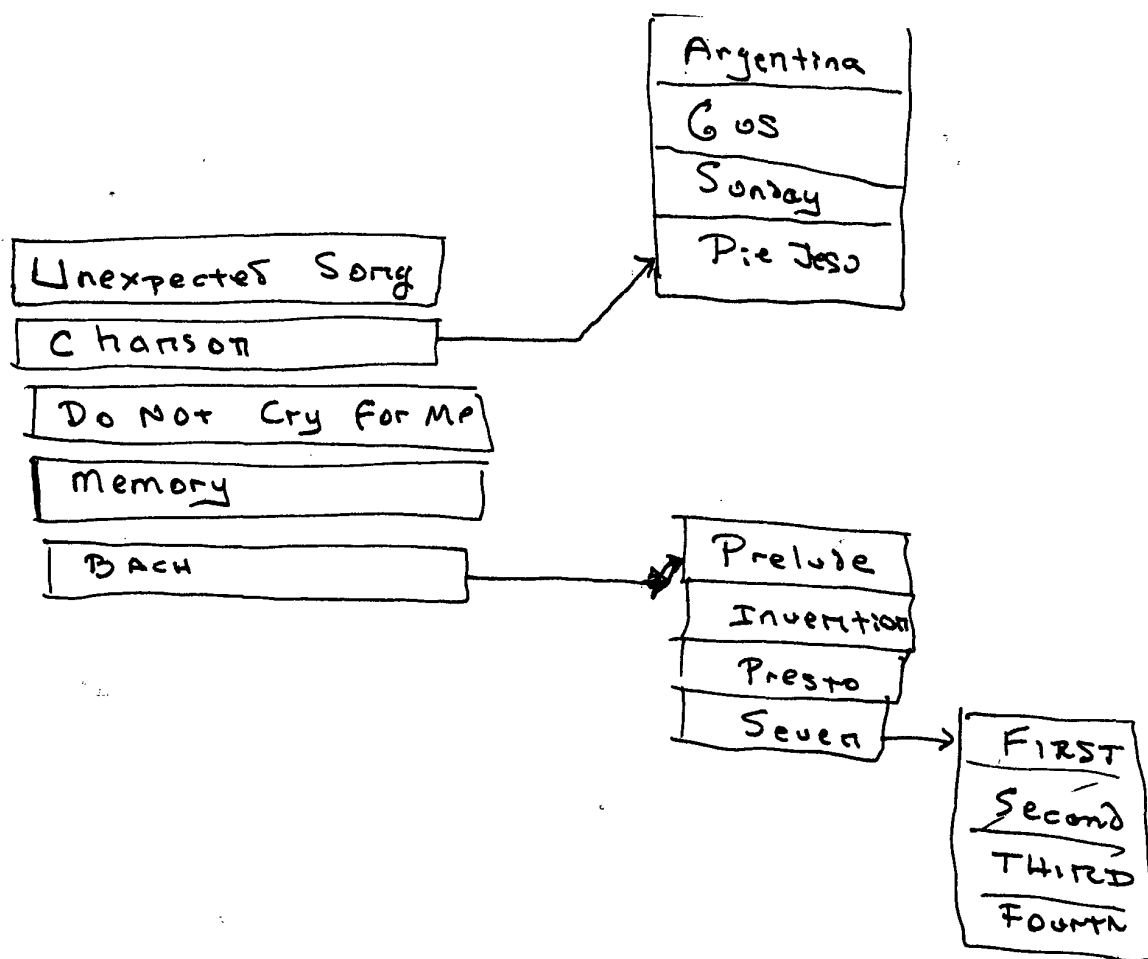 Argentina
Gus
Sunday
Pie Jesu
Unexpected Song
Chanson
Do Not Cry For Me
Memory
BACH
Prelude
Invention
Presto
Seven
FIRST
Second
THIRD
Fourth